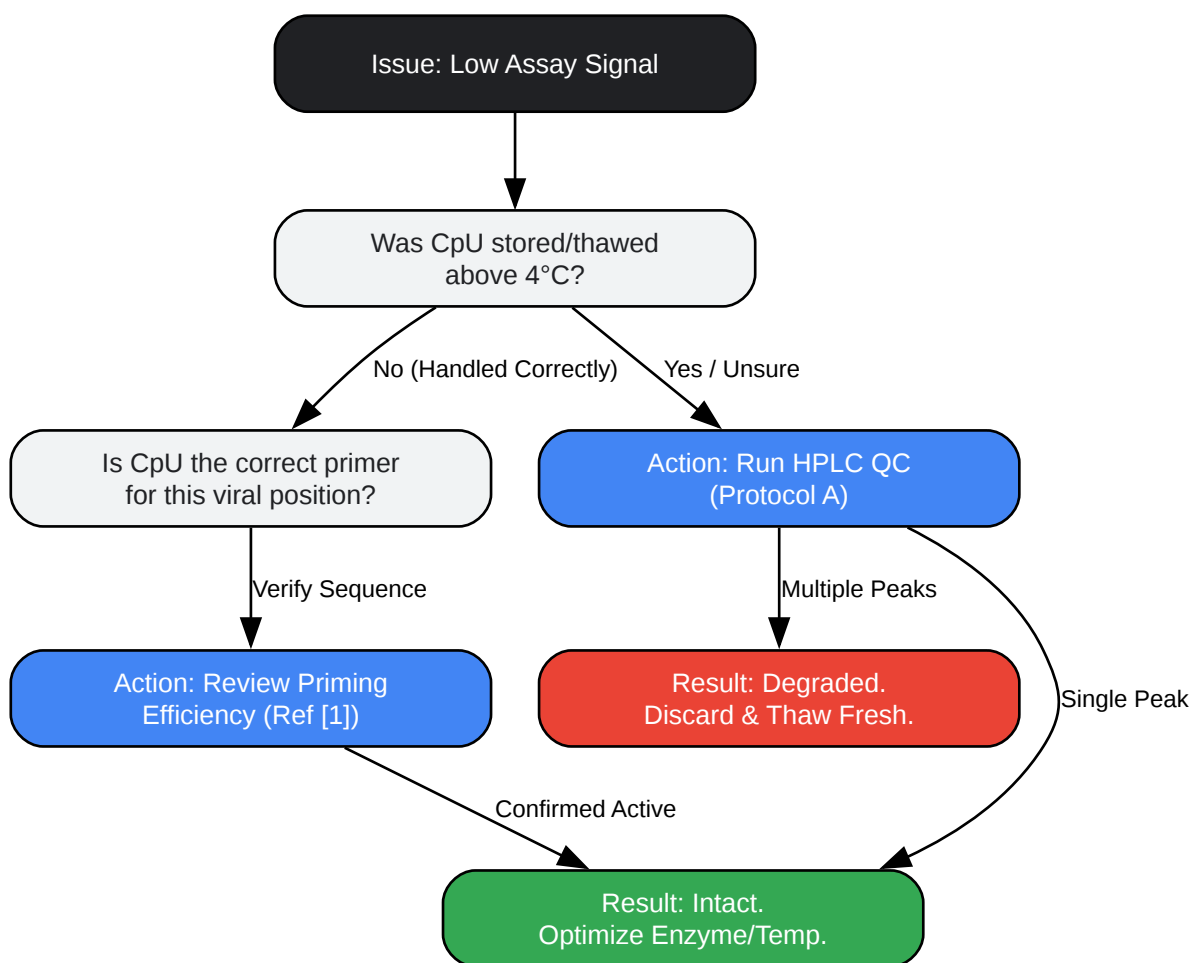 Issue: Low Assay Signal
Was CpU stored/thawed
above 4°C?
No (Handled Correctly)
Yes / Unsure
Is CpU the correct primer
for this viral position?
Action: Run HPLC QC
(Protocol A)
Verify Sequence
Multiple Peaks
Action: Review Priming
Efficiency (Ref [1])
Result: Degraded.
Discard & Thaw Fresh.
Single Peak
Confirmed Active
Result: Intact.
Optimize Enzyme/Temp.